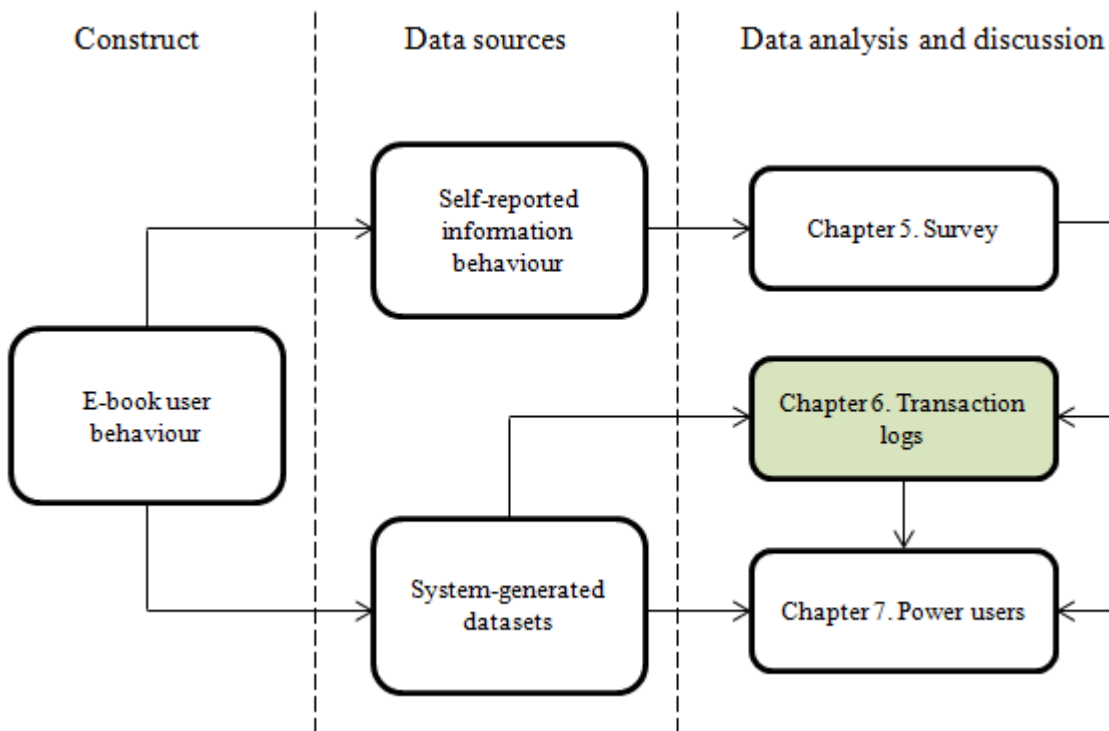 Construct
Data sources
Data analysis and discussion
Self-reported
information
behaviour
Chapter 5. Survey
E-book user
behaviour
Chapter 6. Transaction
logs
System-generated
datasets
Chapter 7. Power users